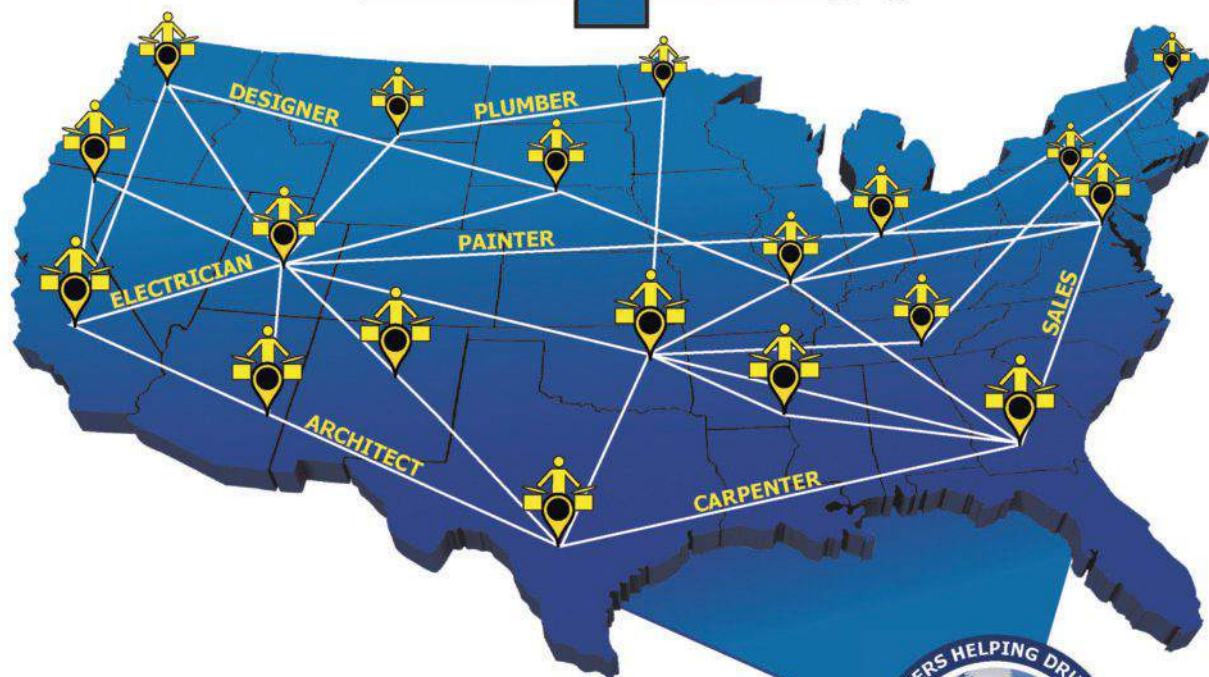 DESIGNER
PLUMBER
PAINTER
ELECTRICIAN
SALES
ARCHITECT
CARPENTER
HELPING